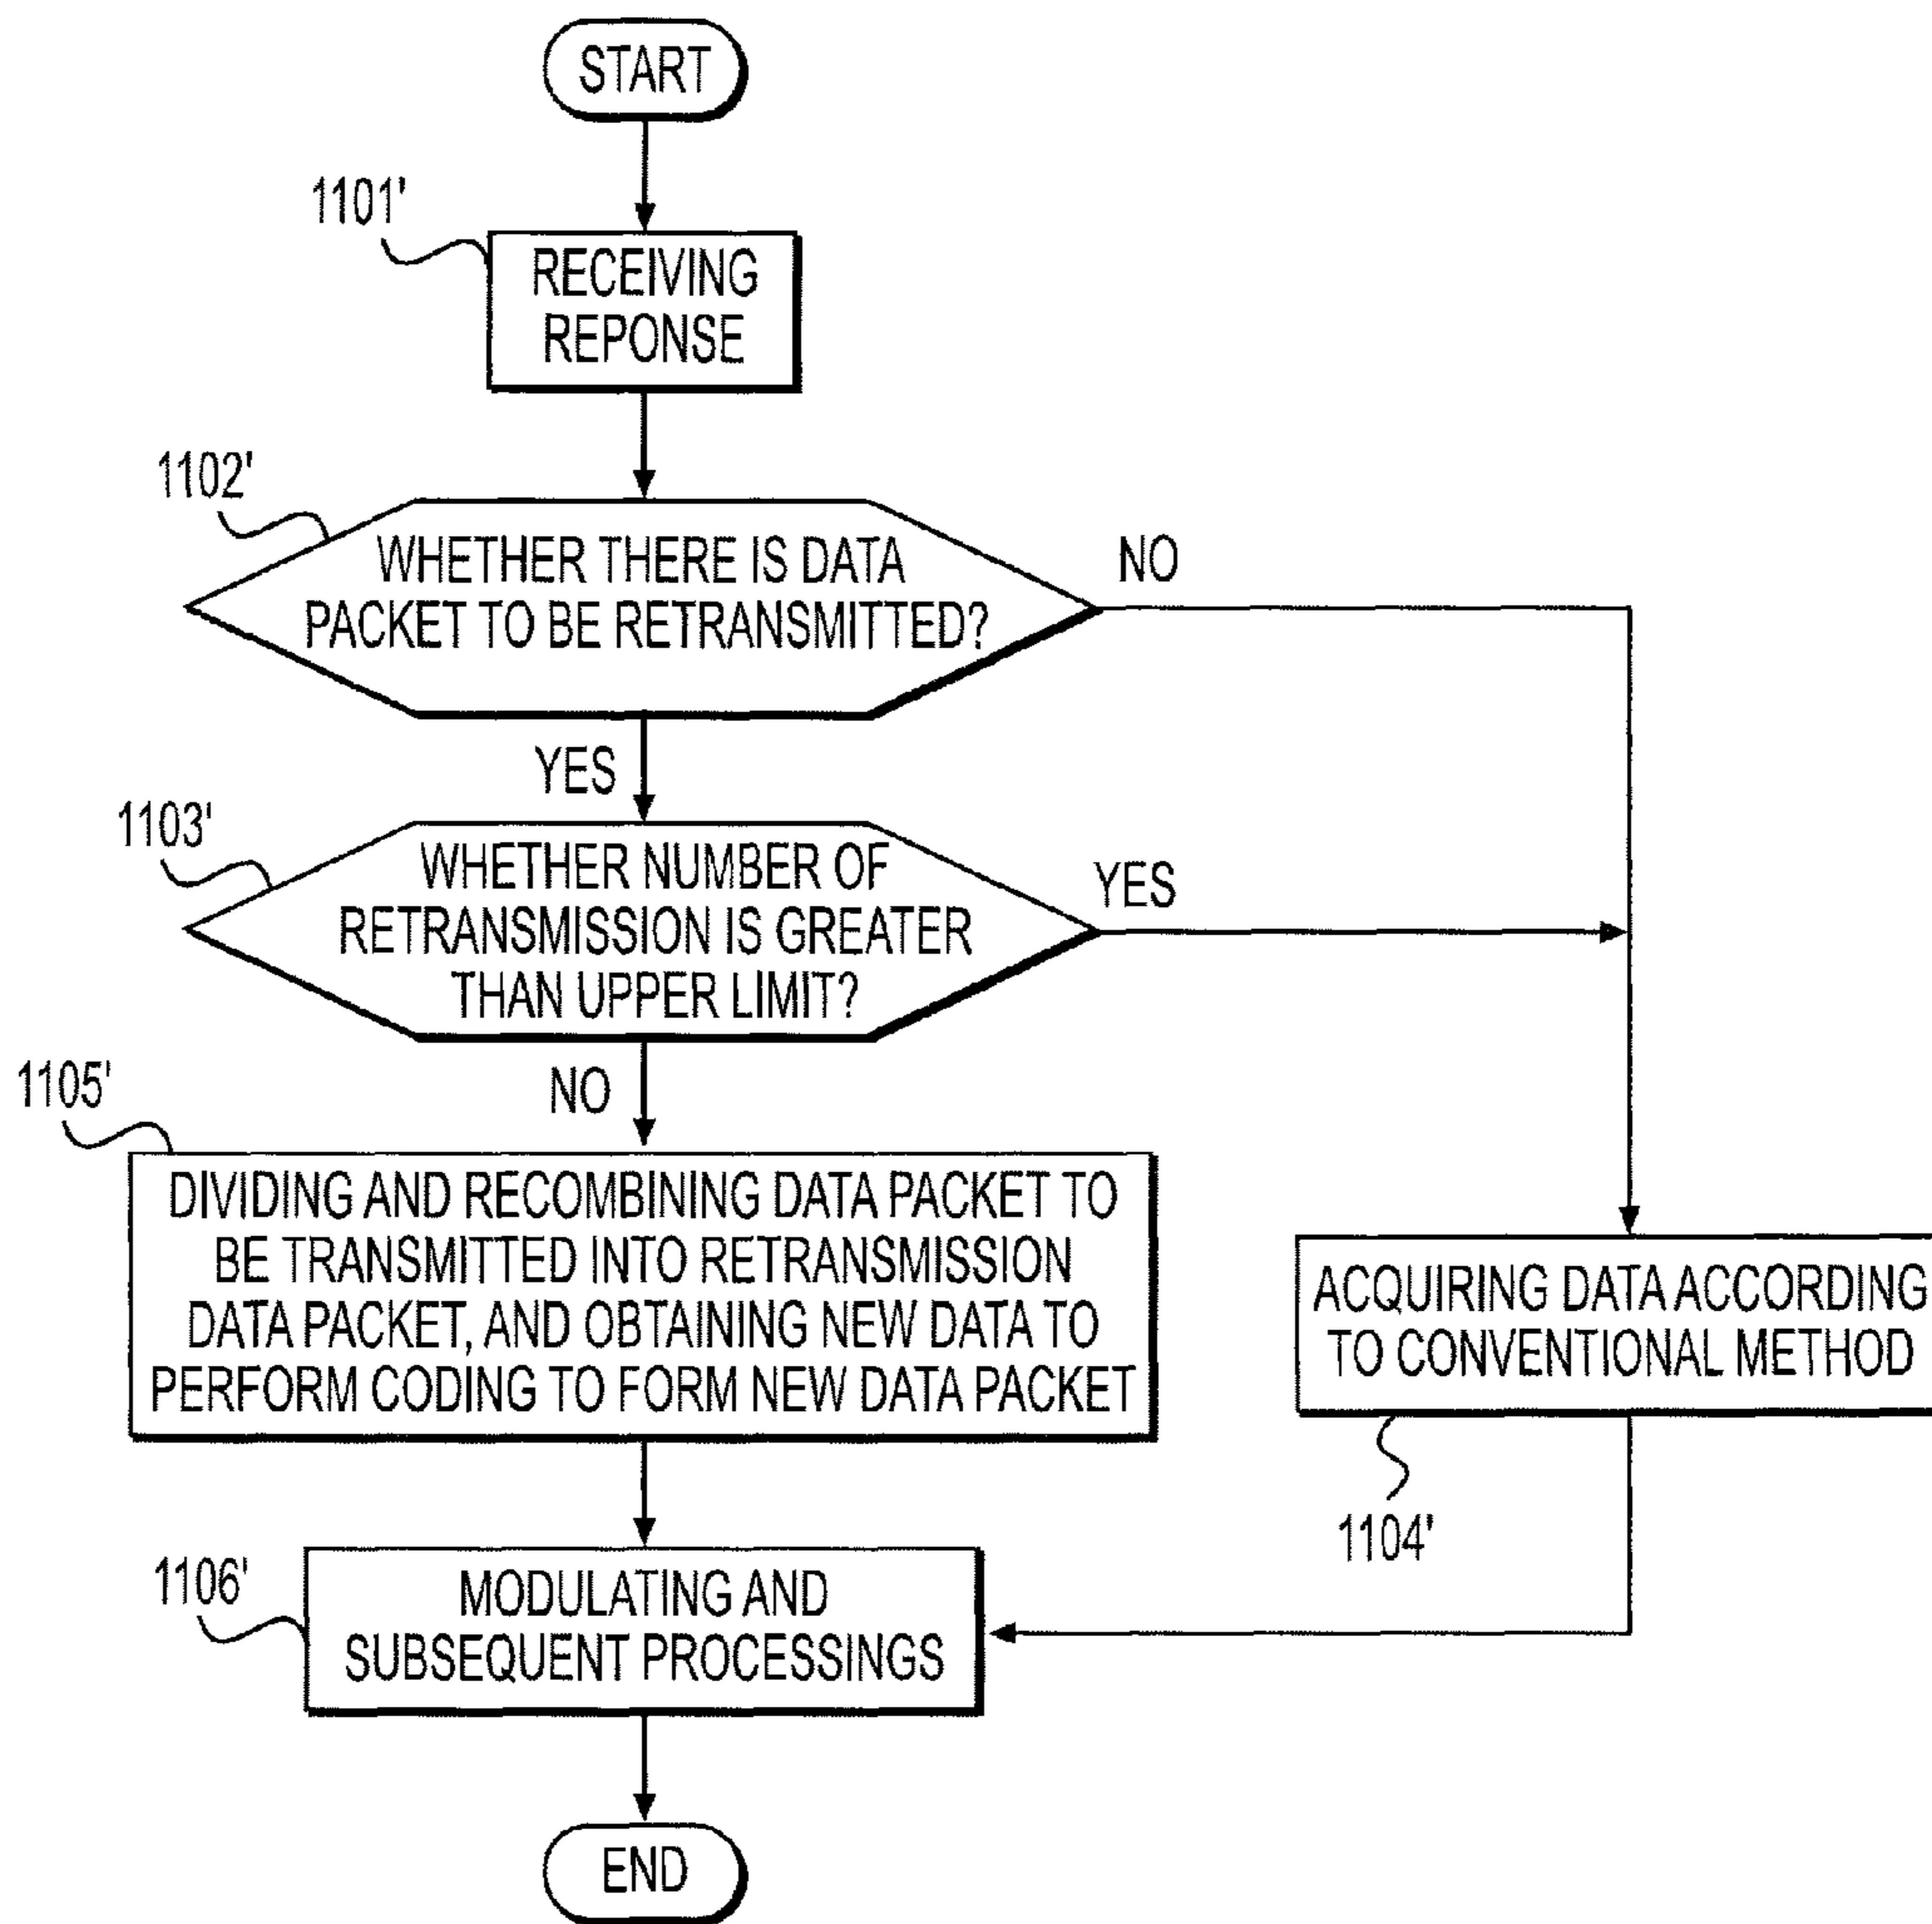 START
1101'
RECEIVING
REPONSE
1102'
WHETHER THERE IS DATA
PACKET TO BE RETRANSMITTED?
NO
YES
1103'
WHETHER NUMBER OF
RETRANSMISSION IS GREATER
THAN UPPER LIMIT?
YES
NO
1105'
DIVIDING AND RECOMBINING DATA PACKET TO
BE TRANSMITTED INTO RETRANSMISSION
DATA PACKET, AND OBTAINING NEW DATA TO
PERFORM CODING TO FORM NEW DATA PACKET
ACQUIRING DATA ACCORDING
TO CONVENTIONAL METHOD
1104'
1106'
MODULATING AND
SUBSEQUENT PROCESSINGS
END